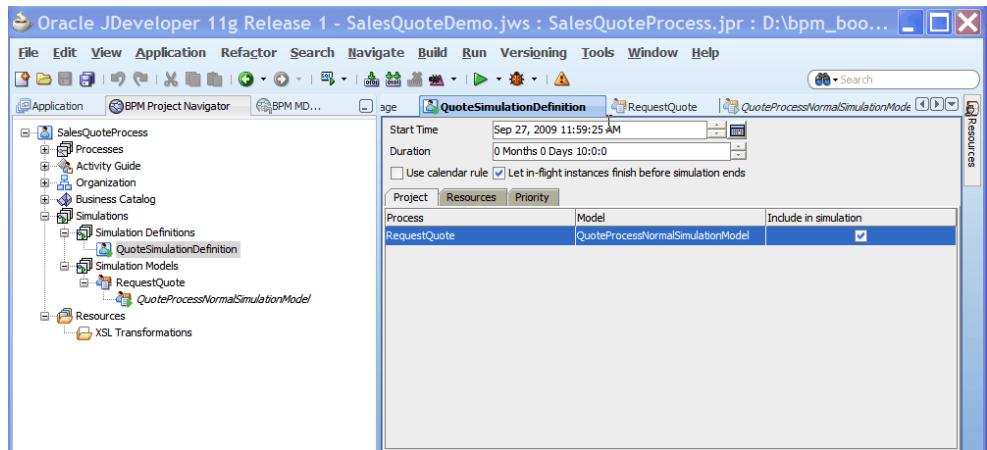 Oracle JDeveloper 11g Release 1 - SalesQuoteDemo.jws : SalesQuoteProcess.jpr : D:\bpm_boo...
File Edit View Application Refactor Search Navigate Build Run Versioning Tools Window Help
Search
Application BPM Project Navigator BPM MD... age QuoteSimulationDefinition RequestQuote QuoteProcessNormalSimulationMode
Resources
SalesQuoteProcess
Processes
Activity Guide
Organization
Business Catalog
Simulations
Simulation Definitions
QuoteSimulationDefinition
Simulation Models
RequestQuote
QuoteProcessNormalSimulationModel
Resources
XSL Transformations
Start Time Sep 27, 2009 11:59:25 AM
Duration 0 Months 0 Days 10:0:0
Use calendar rule Let in-flight instances finish before simulation ends
Project Resources Priority
Process Model Include in simulation
RequestQuote QuoteProcessNormalSimulationModel